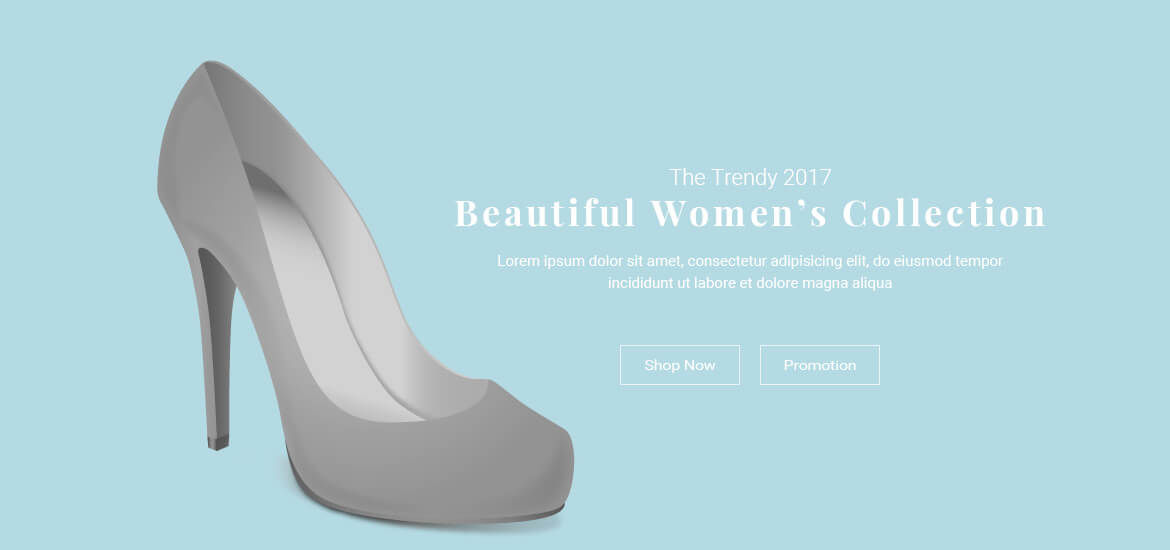 The Trendy 2017
Beautiful Women’s Collection
Lorem ipsum dolor sit amet, consectetur adipisicing elit, do eiusmod tempor
incididunt ut labore et dolore magna aliqua
Shop Now Promotion